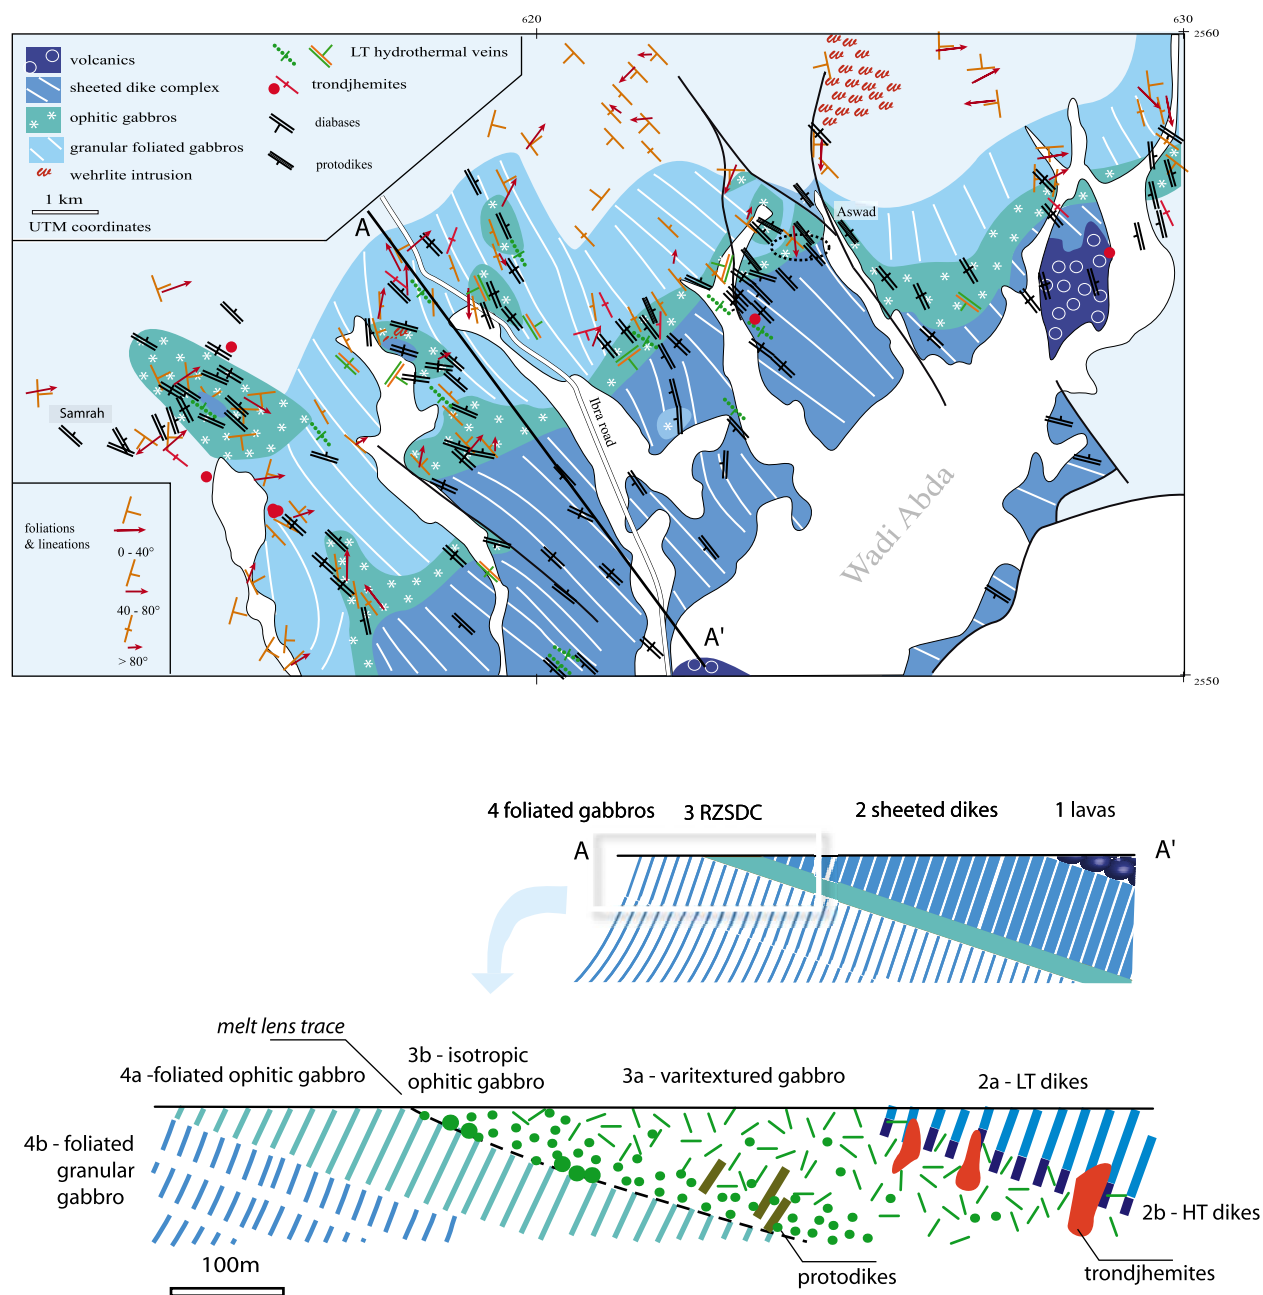 620
630
2560
volcanics
LT hydrothermal veins
sheeted dike complex
trondjhemites
ophitic gabbros
diabases
granular foliated gabbros
protodikes
wehrlite intrusion
1 km
UTM coordinates
A
Aswad
Samrah
Ibra road
Wadi Abda
foliations
& lineations
0 - 40°
40 - 80°
> 80°
A'
2550
4 foliated gabbros
3 RZSDC
2 sheeted dikes
1 lavas
A
A'
melt lens trace
3b - isotropic
ophitic gabbro
4a -foliated ophitic gabbro
3a - varitextured gabbro
2a - LT dikes
4b - foliated
granular
gabbro
2b - HT dikes
100m
protodikes
trondjhemites